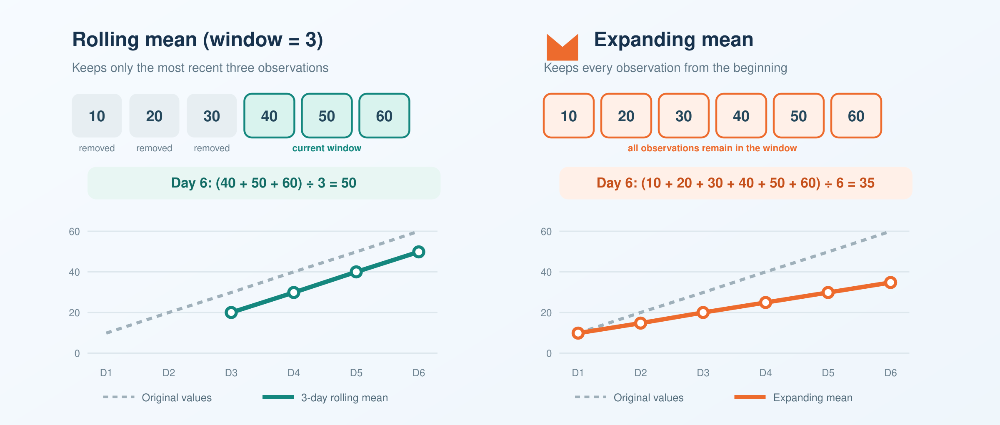 Rolling mean (window = 3)
Keeps only the most recent three observations
10 20 30 40 50 60
removed removed removed current window
Day 6: (40 + 50 + 60) ÷ 3 = 50
60
40
20
0
D1 D2 D3 D4 D5 D6
Original values 3-day rolling mean
Expanding mean
Keeps every observation from the beginning
10 20 30 40 50 60
all observations remain in the window
Day 6: (10 + 20 + 30 + 40 + 50 + 60) ÷ 6 = 35
60
40
20
0
D1 D2 D3 D4 D5 D6
Original values Expanding mean